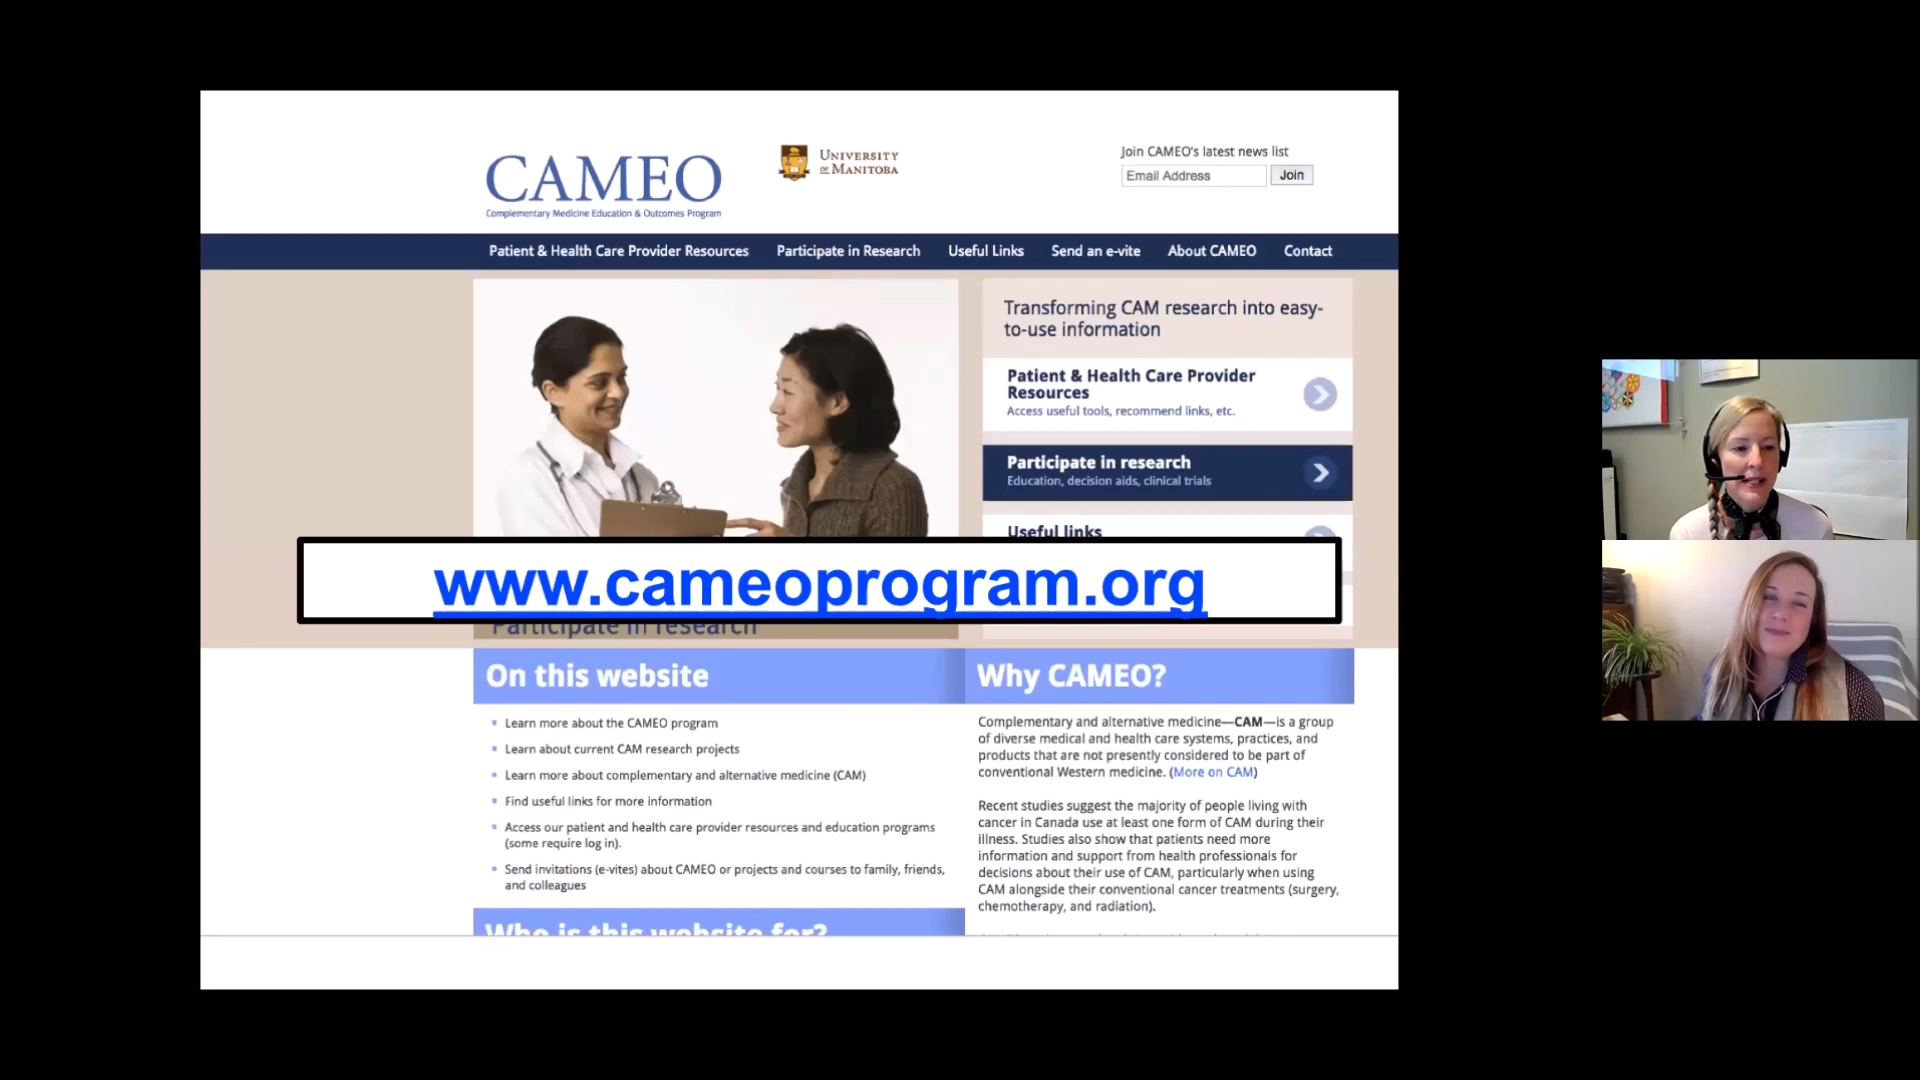 CAMEO
Complementary Medicine Education & Outcomes Program
UNIVERSITY
OF MANITOBA
Join CAMEO's latest news list
Email Address
Join
Patient & Health Care Provider Resources
Participate in Research
Useful Links
Send an e-vite
About CAMEO
Contact
Transforming CAM research into easy-
to-use information
Patient & Health Care Provider
Resources
Access useful tools, recommend links, etc.
Participate in research
Education, decision aids, clinical trials
Useful links
www.cameoprogram.org
Participate in research
On this website
Learn more about the CAMEO program
Learn about current CAM research projects
Learn more about complementary and alternative medicine (CAM)
Find useful links for more information
Access our patient and health care provider resources and education programs
(some require log in).
Send invitations (e-vites) about CAMEO or projects and courses to family, friends,
and colleagues
Who is this website for?
Why CAMEO?
Complementary and alternative medicine—CAM—is a group
of diverse medical and health care systems, practices, and
products that are not presently considered to be part of
conventional Western medicine. (More on CAM)
Recent studies suggest the majority of people living with
cancer in Canada use at least one form of CAM during their
illness. Studies also show that patients need more
information and support from health professionals for
decisions about their use of CAM, particularly when using
CAM alongside their conventional cancer treatments (surgery,
chemotherapy, and radiation).